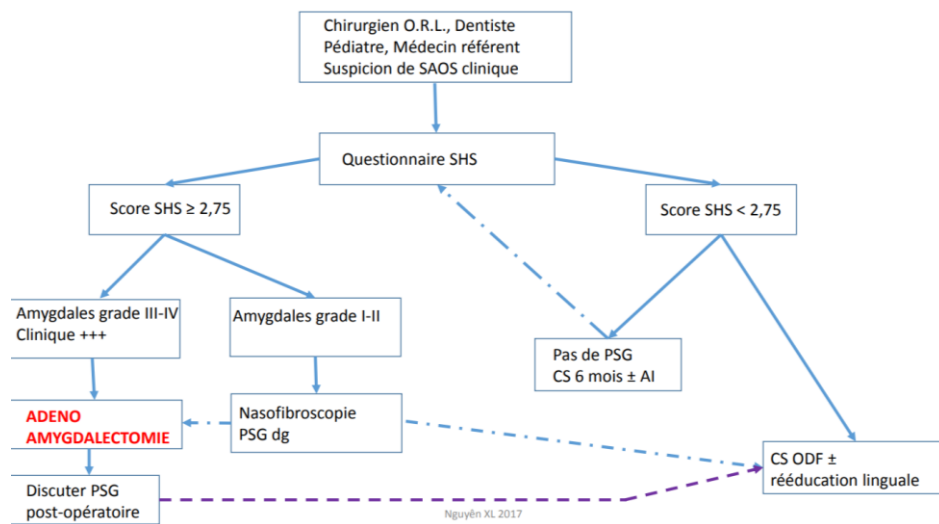 Chirurgien O.R.L., Dentiste
Pédiatre, Médecin référent
Suspicion de SAOS clinique
Questionnaire SHS
Score SHS ≥ 2,75
Score SHS < 2,75
Amygdales grade III-IV
Clinique +++
Amygdales grade I-II
Pas de PSG
CS 6 mois ± AI
ADENO
AMYGDALECTOMIE
Nasofibroscopie
PSG dg
CS ODF ±
rééducation linguale
Discuter PSG
post-opératoire
Nguyên XL 2017